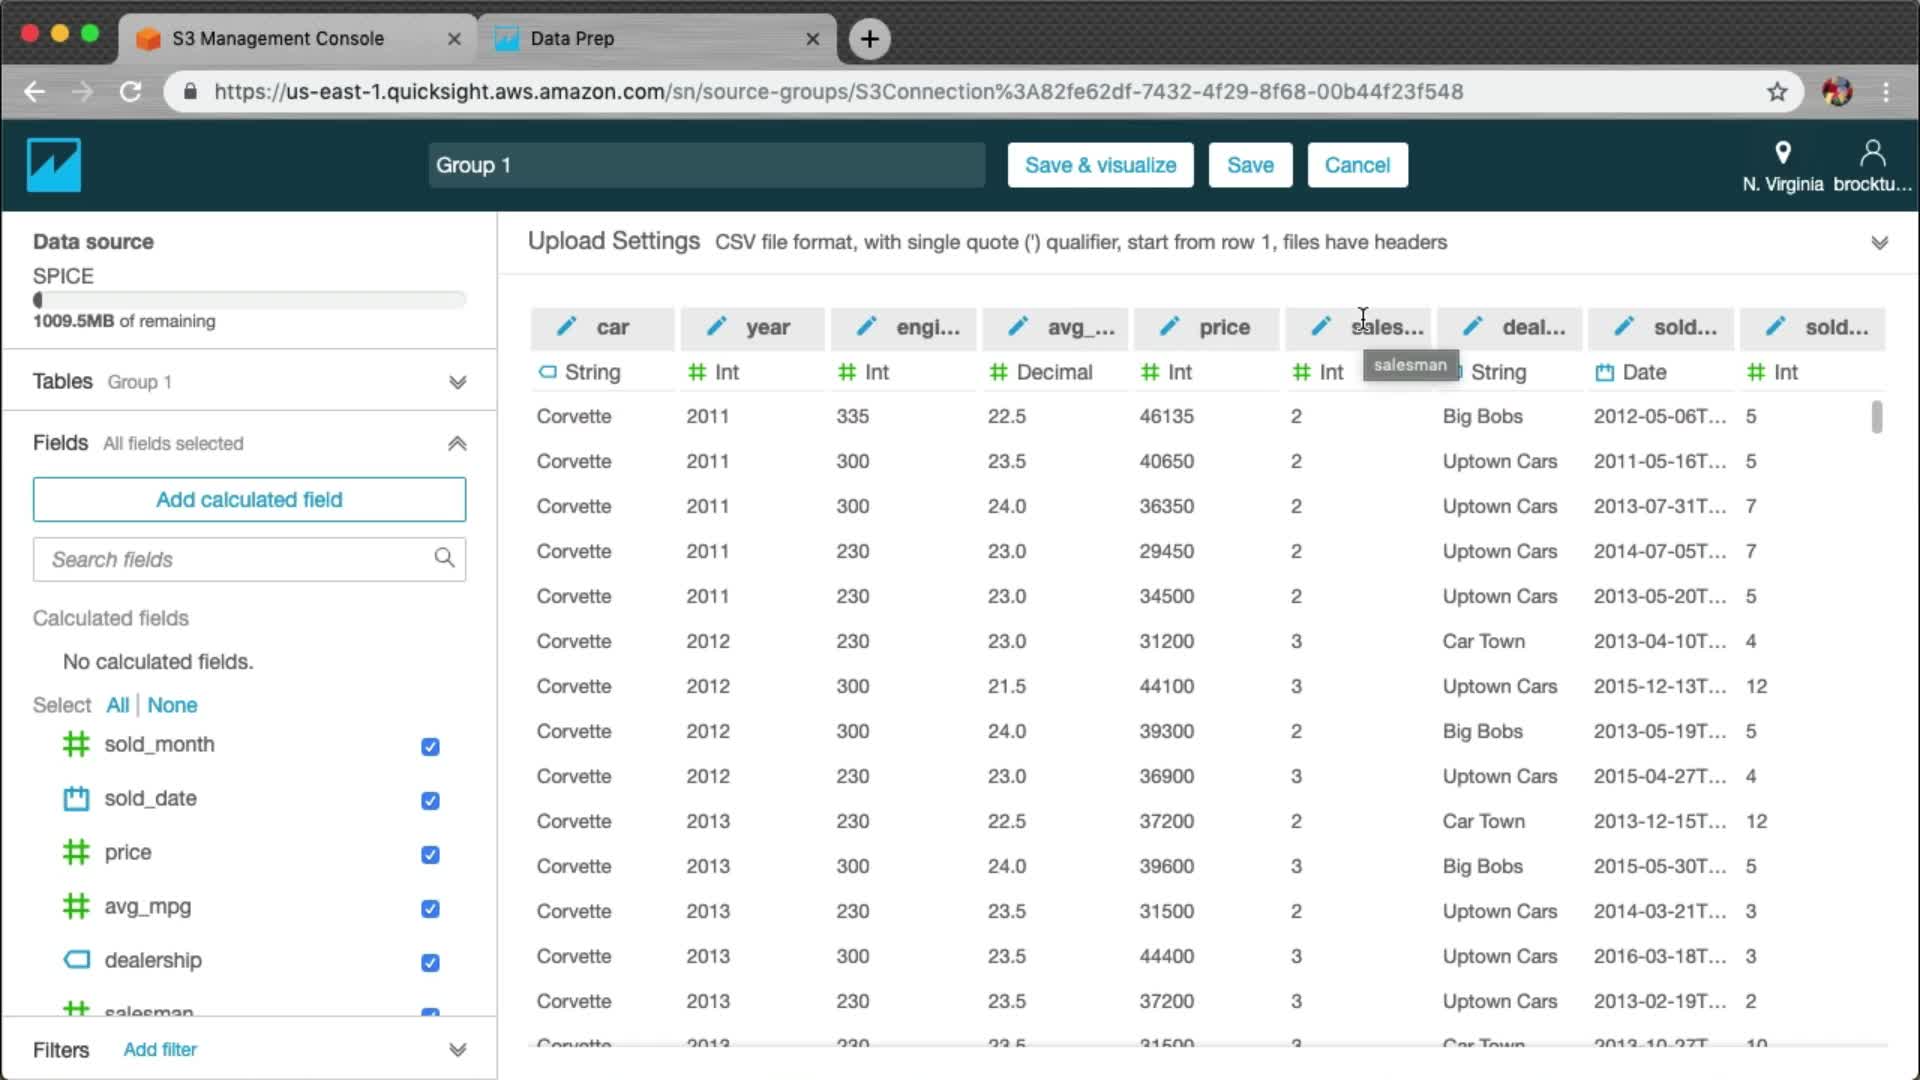 S3 Management Console
Data Prep
https://us-east-1.quicksight.aws.amazon.com/sn/source-groups/S3Connection%3A82fe62df-7432-4f29-8f68-00b44f23f548
Group 1
Save & visualize
Save
Cancel
N. Virginia
brocktu...
Data source
SPICE
1009.5MB of remaining
Tables Group 1
Fields All fields selected
Add calculated field
Search fields
Calculated fields
No calculated fields.
Select All | None
sold_month
sold_date
price
avg_mpg
dealership
salesman
Filters Add filter
Upload Settings CSV file format, with single quote (') qualifier, start from row 1, files have headers
car year engi... avg_... price sales... deal... sold... sold...
String Int Int Decimal Int Int String Date Int
salesman
Corvette 2011 335 22.5 46135 2 Big Bobs 2012-05-06T... 5
Corvette 2011 300 23.5 40650 2 Uptown Cars 2011-05-16T... 5
Corvette 2011 300 24.0 36350 2 Uptown Cars 2013-07-31T... 7
Corvette 2011 230 23.0 29450 2 Uptown Cars 2014-07-05T... 7
Corvette 2011 230 23.0 34500 2 Uptown Cars 2013-05-20T... 5
Corvette 2012 230 23.0 31200 3 Car Town 2013-04-10T... 4
Corvette 2012 300 21.5 44100 3 Uptown Cars 2015-12-13T... 12
Corvette 2012 300 24.0 39300 2 Big Bobs 2013-05-19T... 5
Corvette 2012 230 23.0 36900 3 Uptown Cars 2015-04-27T... 4
Corvette 2013 230 22.5 37200 2 Car Town 2013-12-15T... 12
Corvette 2013 300 24.0 39600 3 Big Bobs 2015-05-30T... 5
Corvette 2013 230 23.5 31500 2 Uptown Cars 2014-03-21T... 3
Corvette 2013 300 23.5 44400 3 Uptown Cars 2016-03-18T... 3
Corvette 2013 230 23.5 37200 3 Uptown Cars 2013-02-19T... 2
Corvette 2013 230 23.5 31500 3 Car Town 2013-10-27T... 10